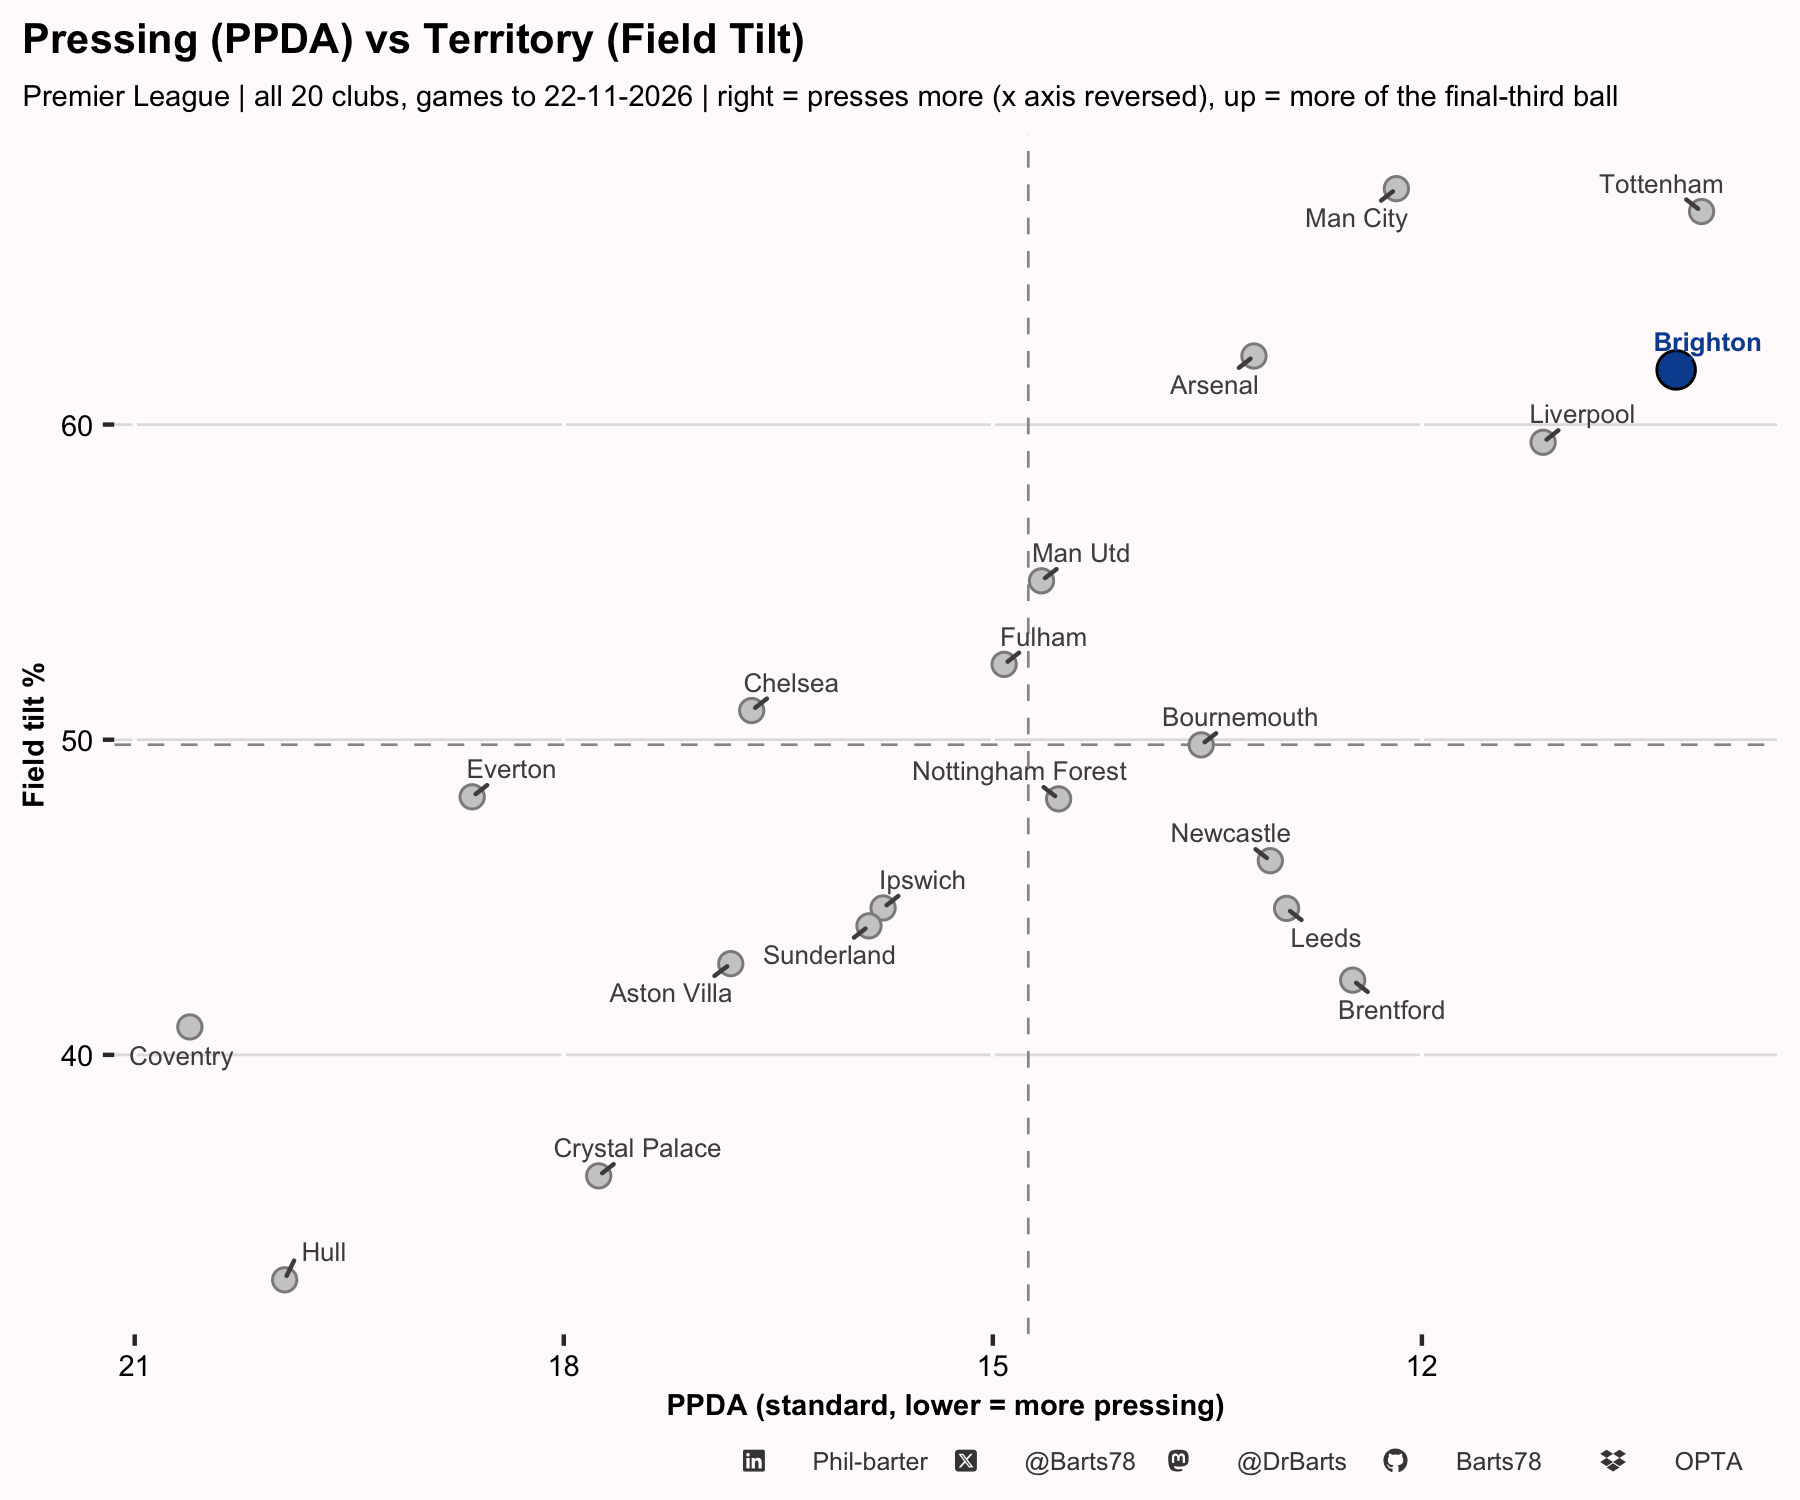 Pressing (PPDA) vs Territory (Field Tilt)
Premier League | all 20 clubs, games to 22-11-2026 | right = presses more (x axis reversed), up = more of the final-third ball
Tottenham
Man City
Brighton
Arsenal
Liverpool
60
Man Utd
Fulham
Chelsea
Bournemouth
50
Field tilt %
Everton
Nottingham Forest
Newcastle
Ipswich
Leeds
Sunderland
Aston Villa
Brentford
Coventry
40
Crystal Palace
Hull
21 18 15 12
PPDA (standard, lower = more pressing)
Phil-barter @Barts78 @DrBarts Barts78 OPTA